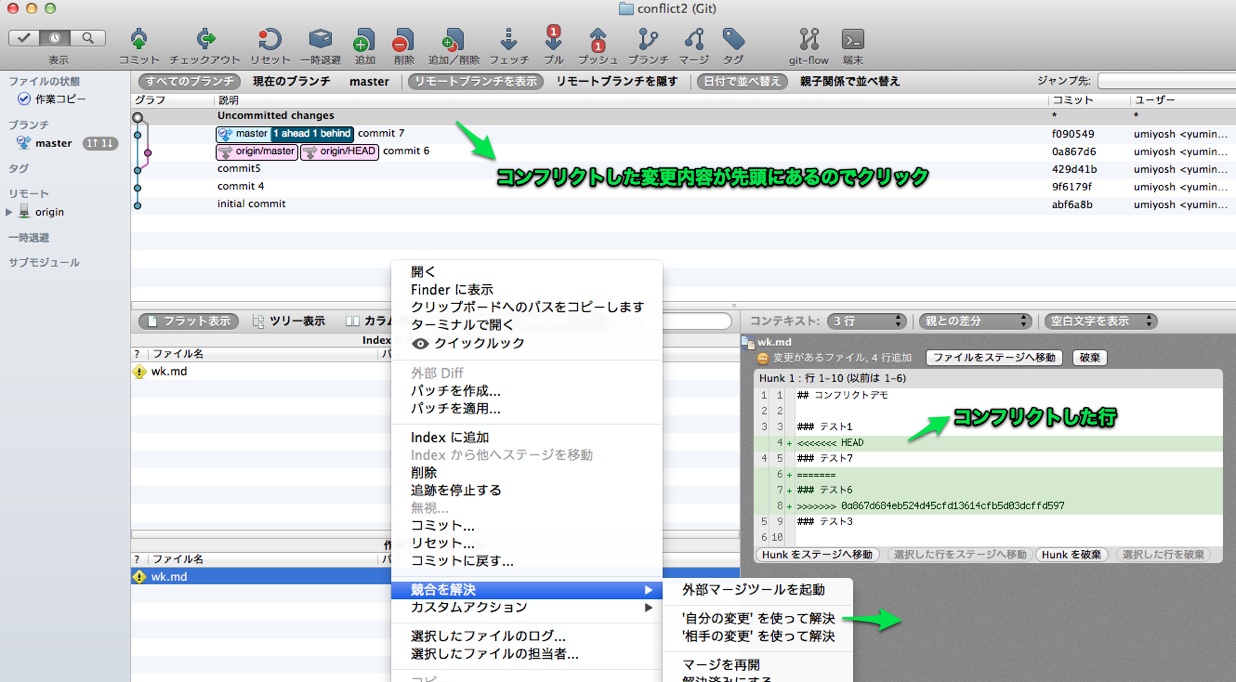 conflict2 (Git)
表示
コミット
チェックアウト
リセット
一時退避
追加
削除
追加/削除
フェッチ
1
プル
1
プッシュ
ブランチ
マージ
タグ
git-flow
端末
ファイルの状態
作業コピー
ブランチ
master 1↑ 1↓
タグ
リモート
origin
一時退避
サブモジュール
すべてのブランチ 現在のブランチ master リモートブランチを表示 リモートブランチを隠す 日付で並べ替え 親子関係で並べ替え ジャンプ先:
グラフ 説明 コミット ユーザー
Uncommitted changes * *
master 1 ahead 1 behind commit 7 f090549 umiyosh <yumin...
origin/master origin/HEAD commit 6 0a867d6 umiyosh <yumin...
commit5 429d41b umiyosh <yumin...
commit 4 9f6179f umiyosh <yumin...
initial commit abf6a8b umiyosh <yumin...
コンフリクトした変更内容が先頭にあるのでクリック
フラット表示 ツリー表示 カラム
Index
? ファイル名 パ
wk.md
作
? ファイル名 パ
wk.md
開く
Finder に表示
クリップボードへのパスをコピーします
ターミナルで開く
クイックルック
外部 Diff
パッチを作成...
パッチを適用...
Index に追加
Index から他へステージを移動
削除
追跡を停止する
無視...
コミット...
リセット...
コミットに戻す...
競合を解決
カスタムアクション
選択したファイルのログ...
選択したファイルの担当者...
コピー
外部マージツールを起動
'自分の変更' を使って解決
'相手の変更' を使って解決
マージを再開
解決済みにする
コンテキスト: 3 行 親との差分 空白文字を表示
wk.md
変更があるファイル, 4 行追加 ファイルをステージへ移動 破棄
Hunk 1 : 行 1-10 (以前は 1-6)
1 1 ## コンフリクトデモ
2 2
3 3 ### テスト1
4 + <<<<<<< HEAD
4 5 ### テスト7
6 + =======
7 + ### テスト6
8 + >>>>>>> 0a867d684eb524d45cfd13614cfb5d03dcffd597
5 9 ### テスト3
6 10
コンフリクトした行
Hunk をステージへ移動 選択した行をステージへ移動 Hunk を破棄 選択した行を破棄